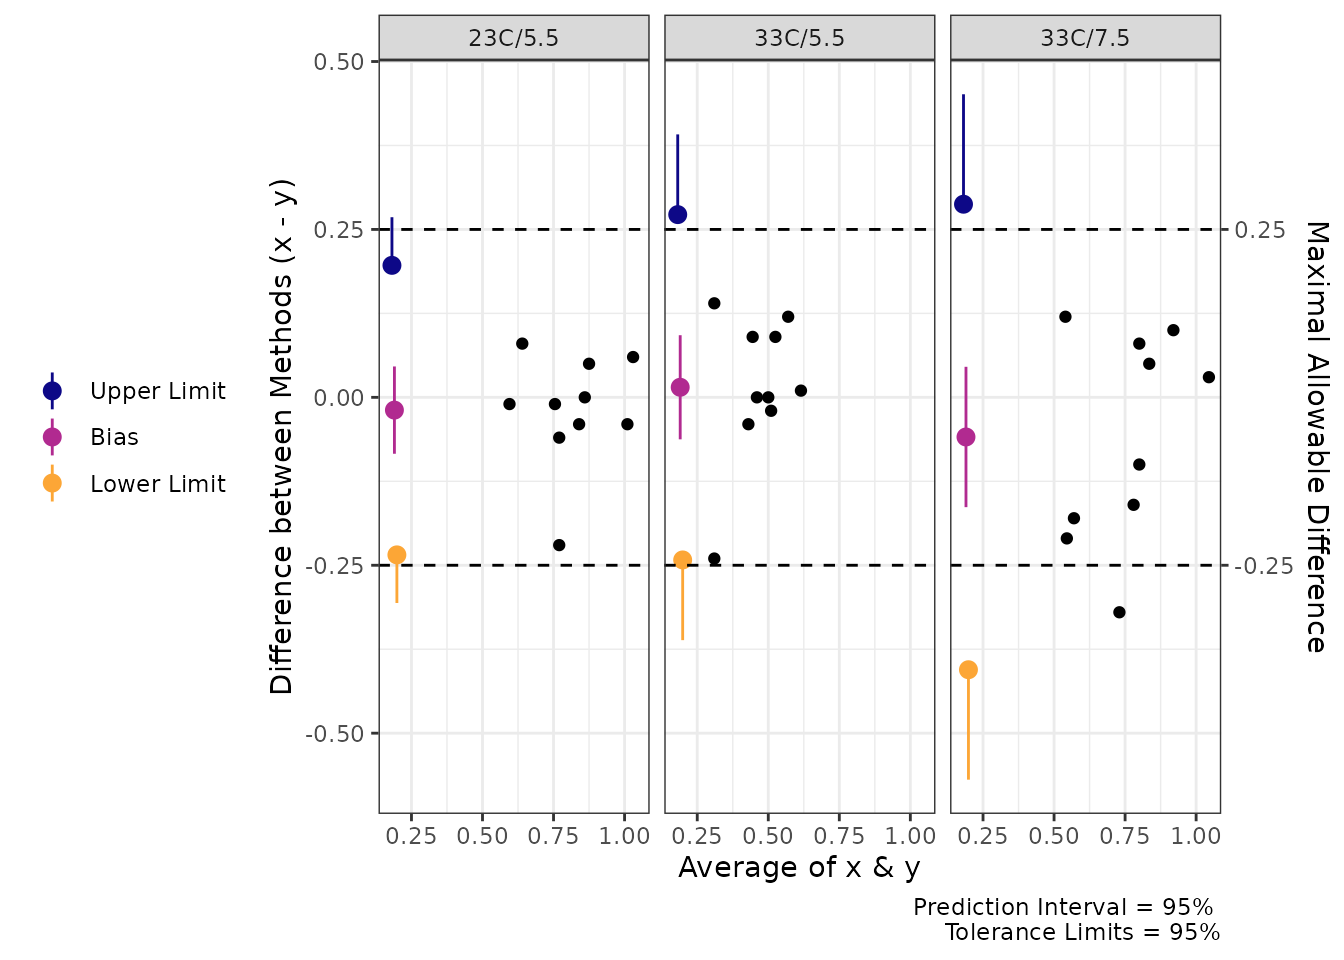 23C/5.5 33C/5.5 33C/7.5
0.50
0.25
0.00
-0.25
-0.50
Difference between Methods (x - y)
Upper Limit
Bias
Lower Limit
0.25
-0.25
Maximal Allowable Difference
0.25 0.50 0.75 1.00 0.25 0.50 0.75 1.00 0.25 0.50 0.75 1.00
Average of x & y
Prediction Interval = 95%
Tolerance Limits = 95%